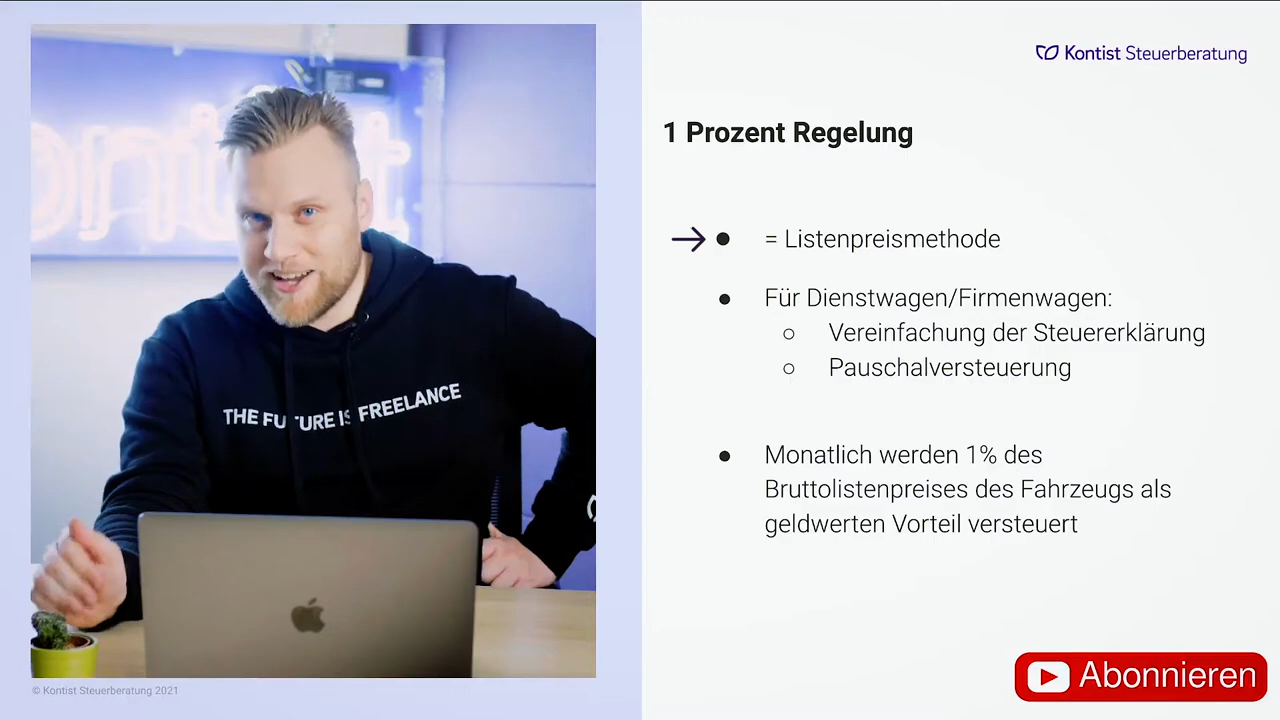 Kontist Steuerberatung
1 Prozent Regelung
= Listenpreismethode
Für Dienstwagen/Firmenwagen:
Vereinfachung der Steuererklärung
Pauschalversteuerung
Monatlich werden 1% des
Bruttolistenpreises des Fahrzeugs als
geldwerten Vorteil versteuert
THE FUTURE IS FREELANCE
© Kontist Steuerberatung 2021
Abonnieren